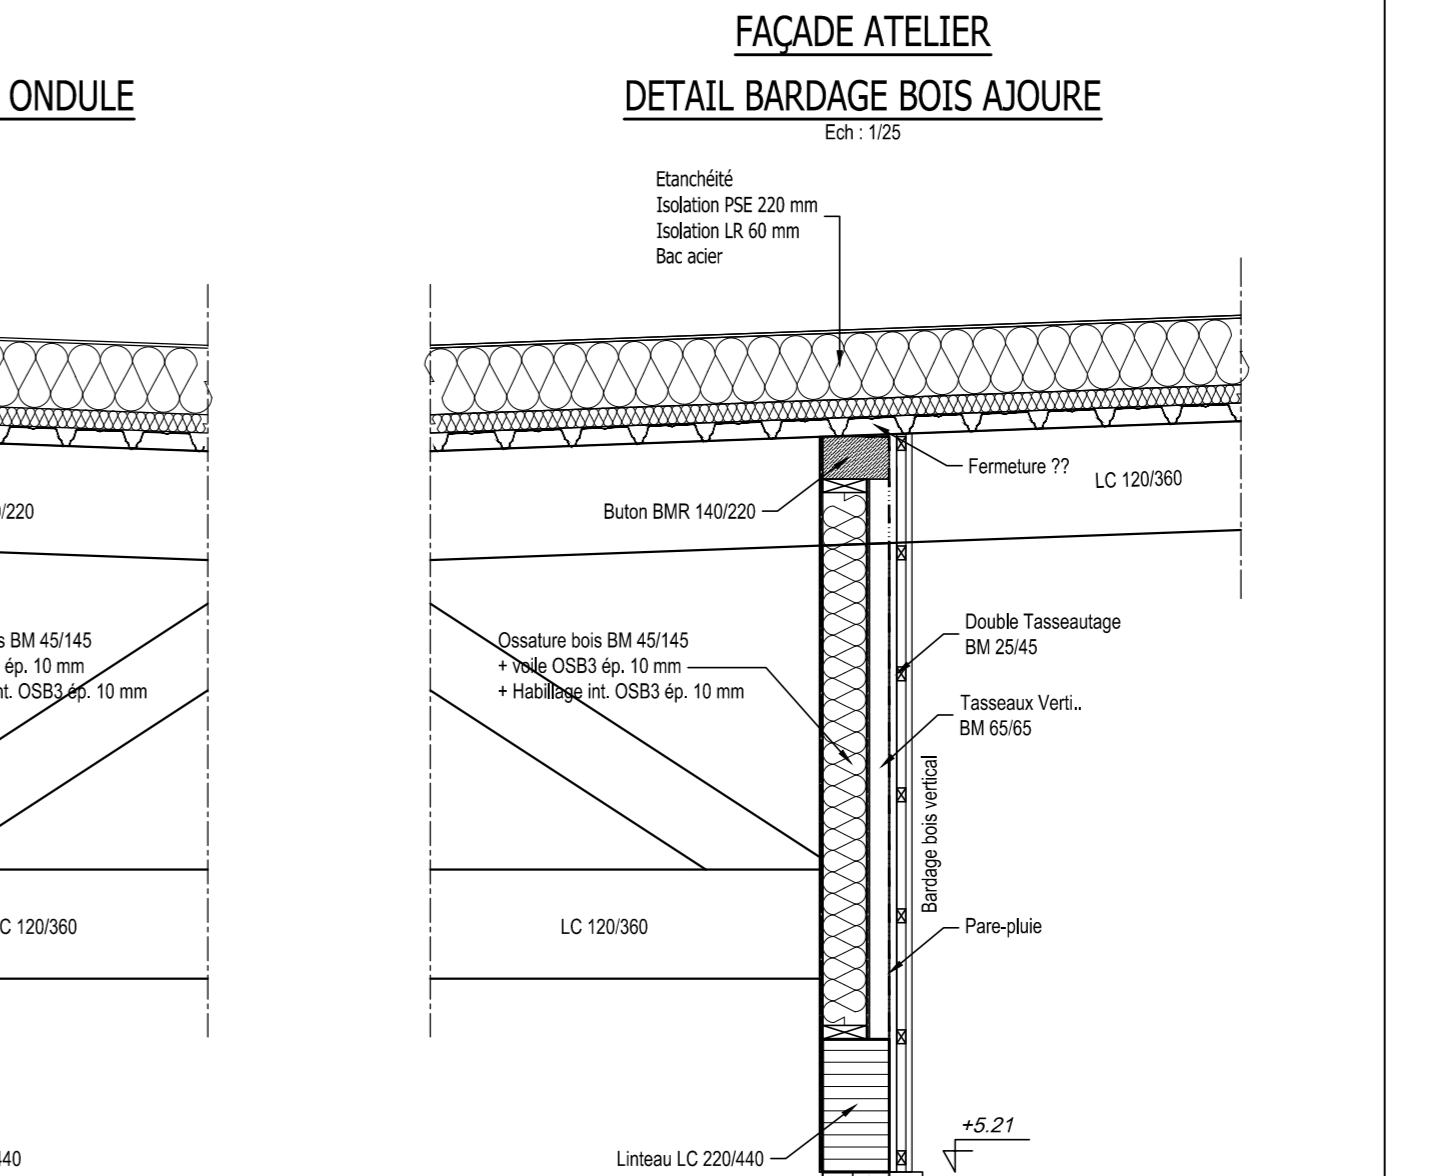 FAÇADE ATELIER
ONDULE
DETAIL BARDAGE BOIS AJOURE
Ech : 1/25
Etanchéité
Isolation PSE 220 mm
Isolation LR 60 mm
Bac acier
Fermeture ??
LC 120/360
/220
Buton BMR 140/220
Double Tasseautage
BM 25/45
s BM 45/145
ép. 10 mm
nt. OSB3 ép. 10 mm
Ossature bois BM 45/145
+ voile OSB3 ép. 10 mm
+ Habillage int. OSB3 ép. 10 mm
Tasseaux Verti..
BM 65/65
Bardage bois vertical
C 120/360
LC 120/360
Pare-pluie
+5.21
440
Linteau LC 220/440